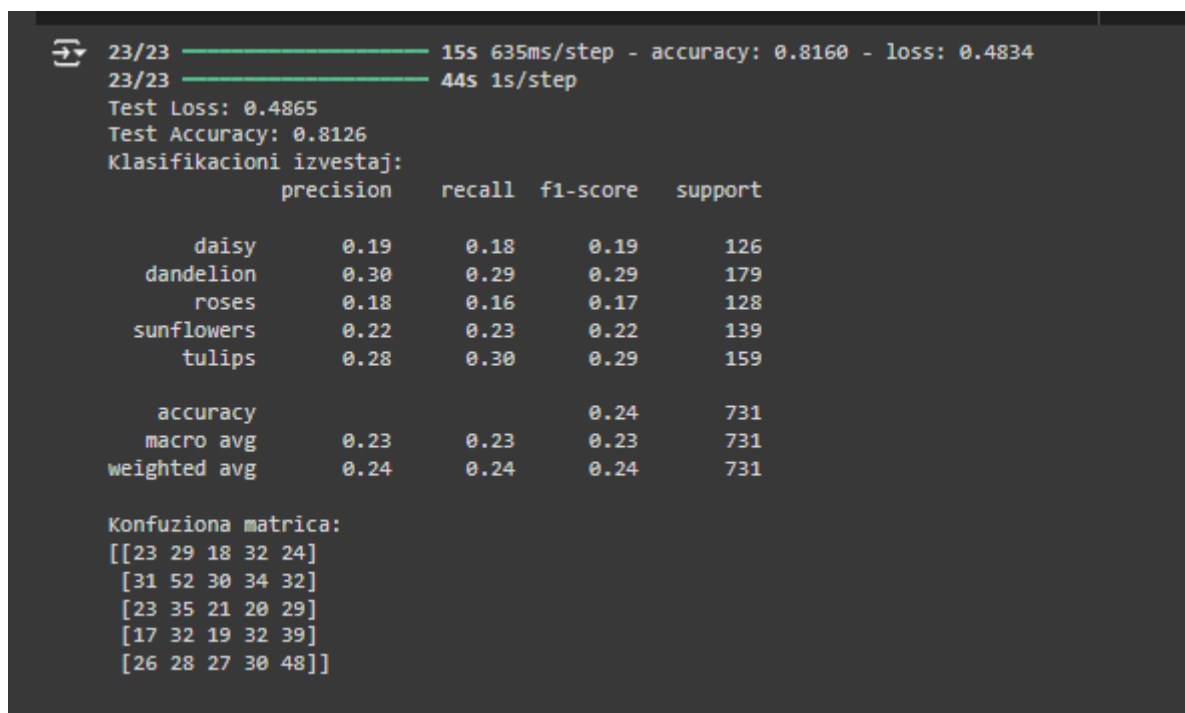 23/23 ━━━━━━━━━━━━━━━━━━━━ 15s 635ms/step - accuracy: 0.8160 - loss: 0.4834
23/23 ━━━━━━━━━━━━━━━━━━━━ 44s 1s/step
Test Loss: 0.4865
Test Accuracy: 0.8126
Klasifikacioni izvestaj:
precision recall f1-score support
daisy 0.19 0.18 0.19 126
dandelion 0.30 0.29 0.29 179
roses 0.18 0.16 0.17 128
sunflowers 0.22 0.23 0.22 139
tulips 0.28 0.30 0.29 159
accuracy 0.24 731
macro avg 0.23 0.23 0.23 731
weighted avg 0.24 0.24 0.24 731
Konfuziona matrica:
[[23 29 18 32 24]
[31 52 30 34 32]
[23 35 21 20 29]
[17 32 19 32 39]
[26 28 27 30 48]]